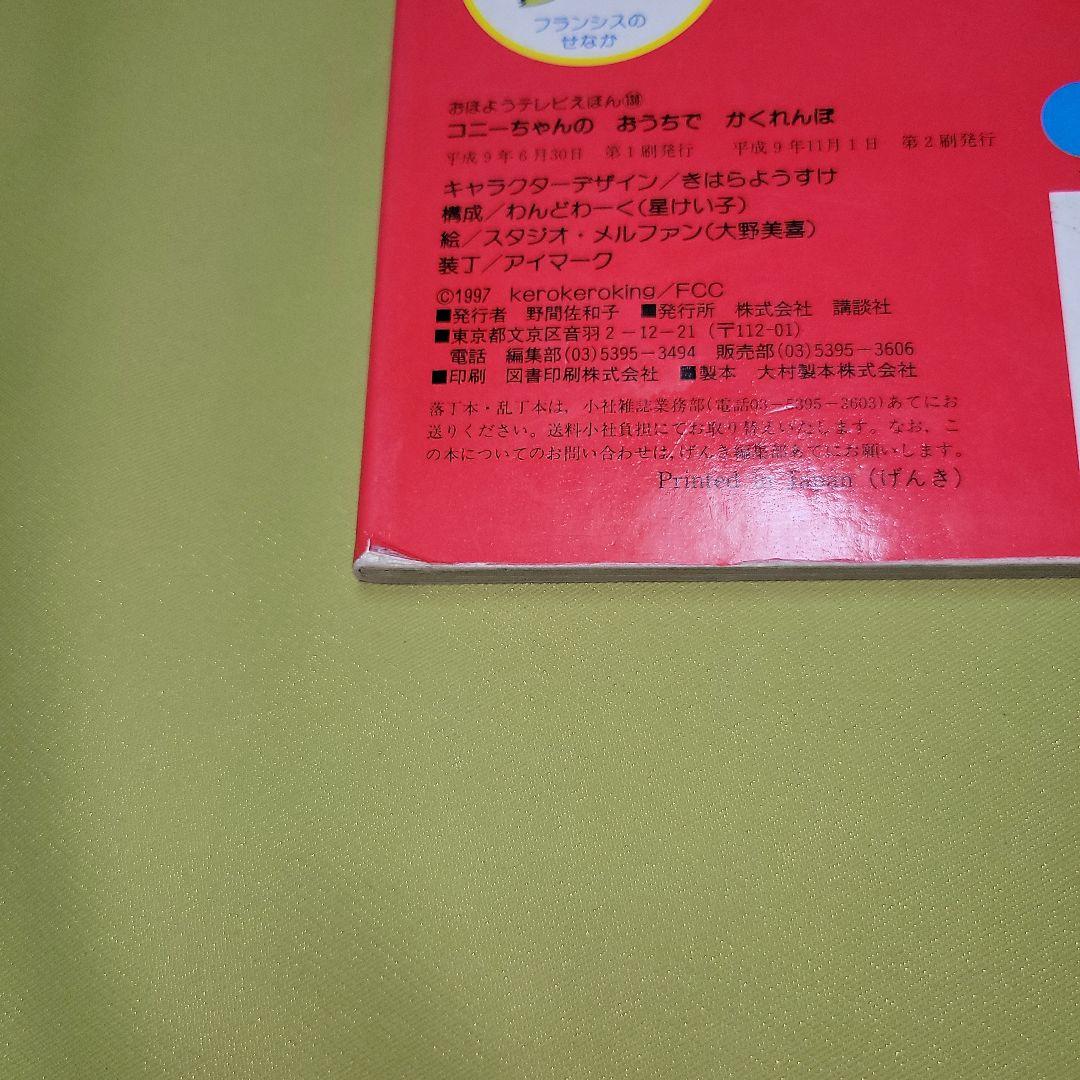 フランシスの
せなか
おはようテレビえほん
コニーちゃんの おうちで かくれんぼ
平成9年6月30日 第1刷発行 平成9年11月1日 第2刷発行
キャラクターデザイン/きはらようすけ
構成/わんどわーく(星けい子)
絵/スタジオ・メルファン(大野美喜)
装丁/アイマーク
©1997 kerokeroking/FCC
■発行者 野間佐和子 ■発行所 株式会社 講談社
■東京都文京区音羽2-12-21(〒112-01)
電話 編集部(03)5395-3494 販売部(03)5395-3606
■印刷 図書印刷株式会社 ■製本 大村製本株式会社
落丁本・乱丁本は、小社雑誌業務部(電話03-5395-3603)あてにお
送りください。送料小社負担にてお取り替えいたします。なお、こ
の本についてのお問い合わせは、げんき編集部あてにお願いします。
Printed in Japan (げんき)